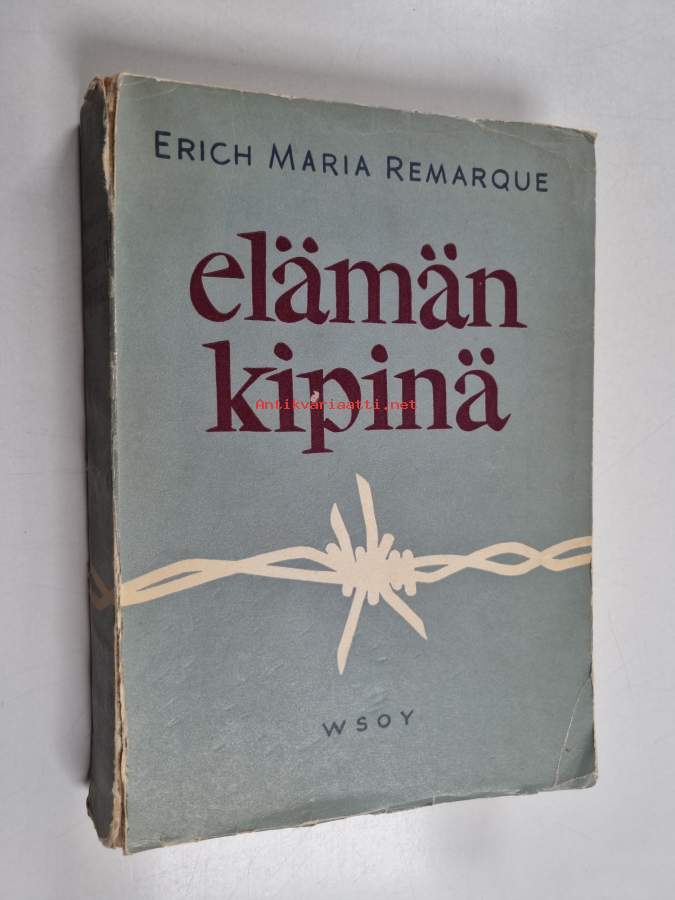 ERICH MARIA REMARQUE
elämän
kipinä
Antikvariaatti.net
WSOY